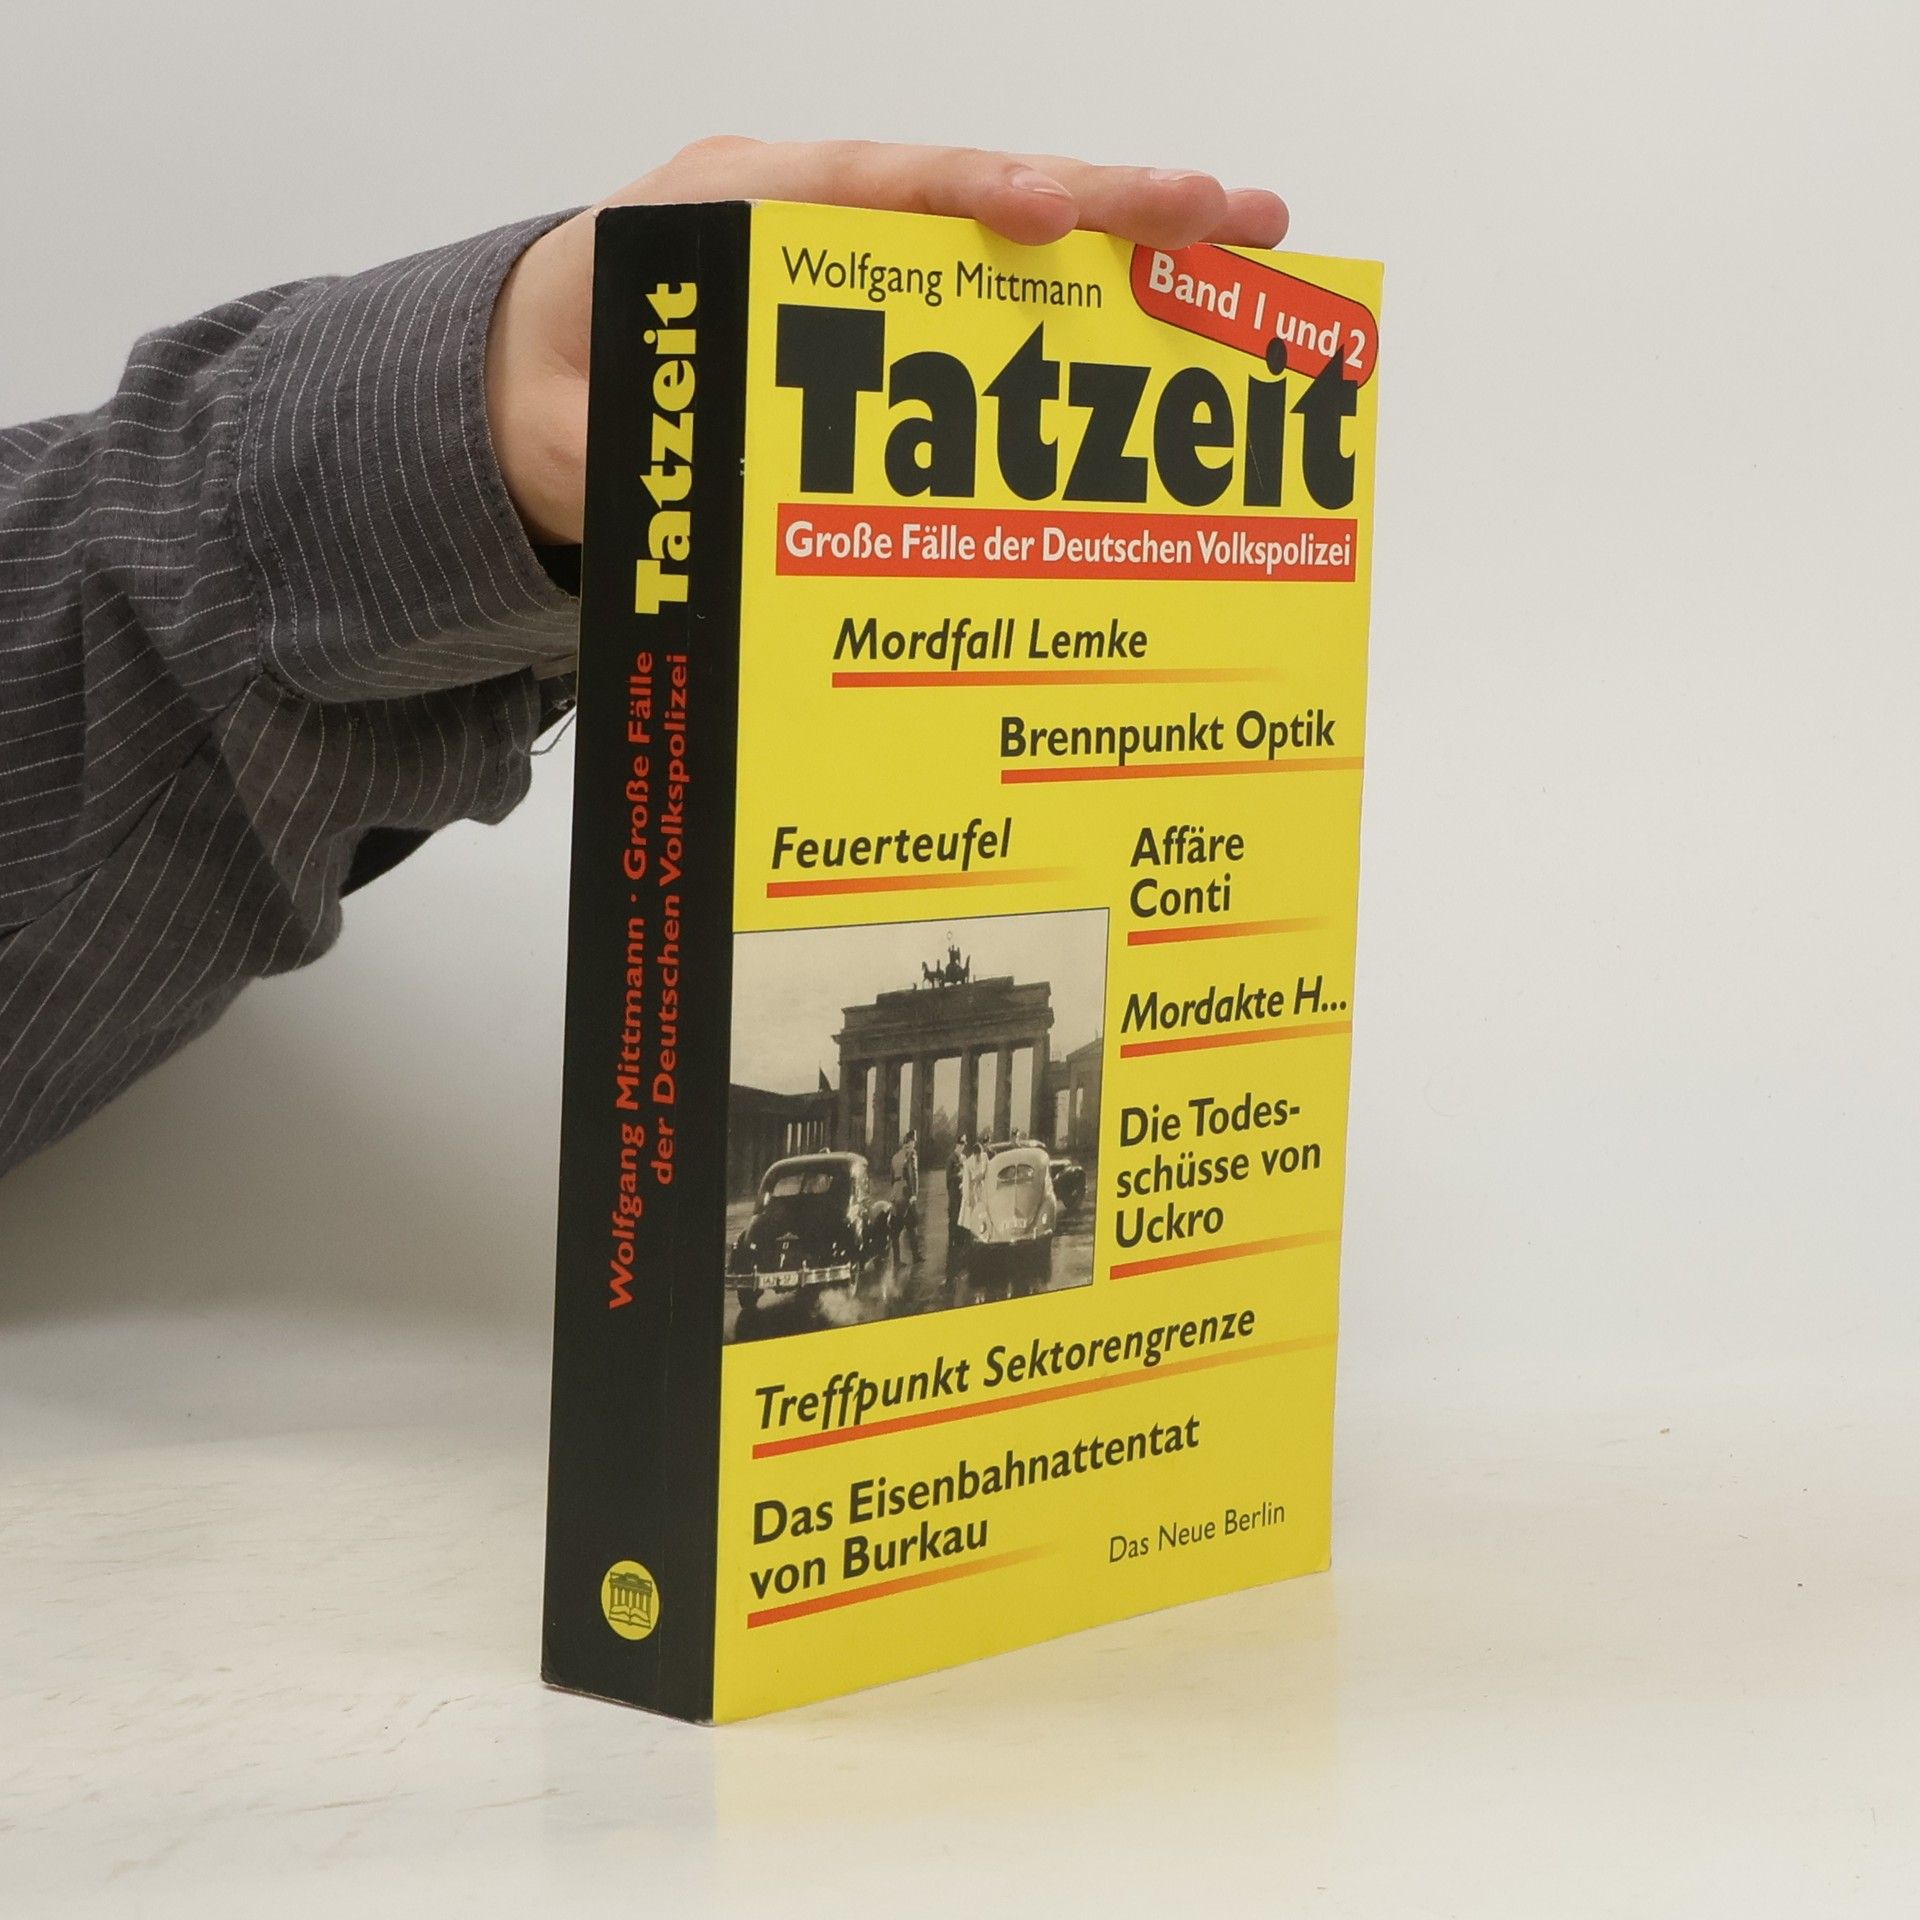 Wolfgang Mittmann
Band 1 und 2
Tatzeit
Große Fälle der Deutschen Volkspolizei
Mordfall Lemke
Brennpunkt Optik
Feuerteufel
Affäre
Conti
Mordakte H...
Die Todes-
schüsse von
Uckro
Treffpunkt Sektorengrenze
Das Eisenbahnattentat
von Burkau
Das Neue Berlin
Wolfgang Mittmann · Große Fälle
der Deutschen Volkspolizei
Tatzeit